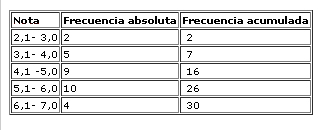 Nota Frecuencia absoluta Frecuencia acumulada
2,1- 3,0 2 2
3,1- 4,0 5 7
4,1 -5,0 9 16
5,1- 6,0 10 26
6,1- 7,0 4 30